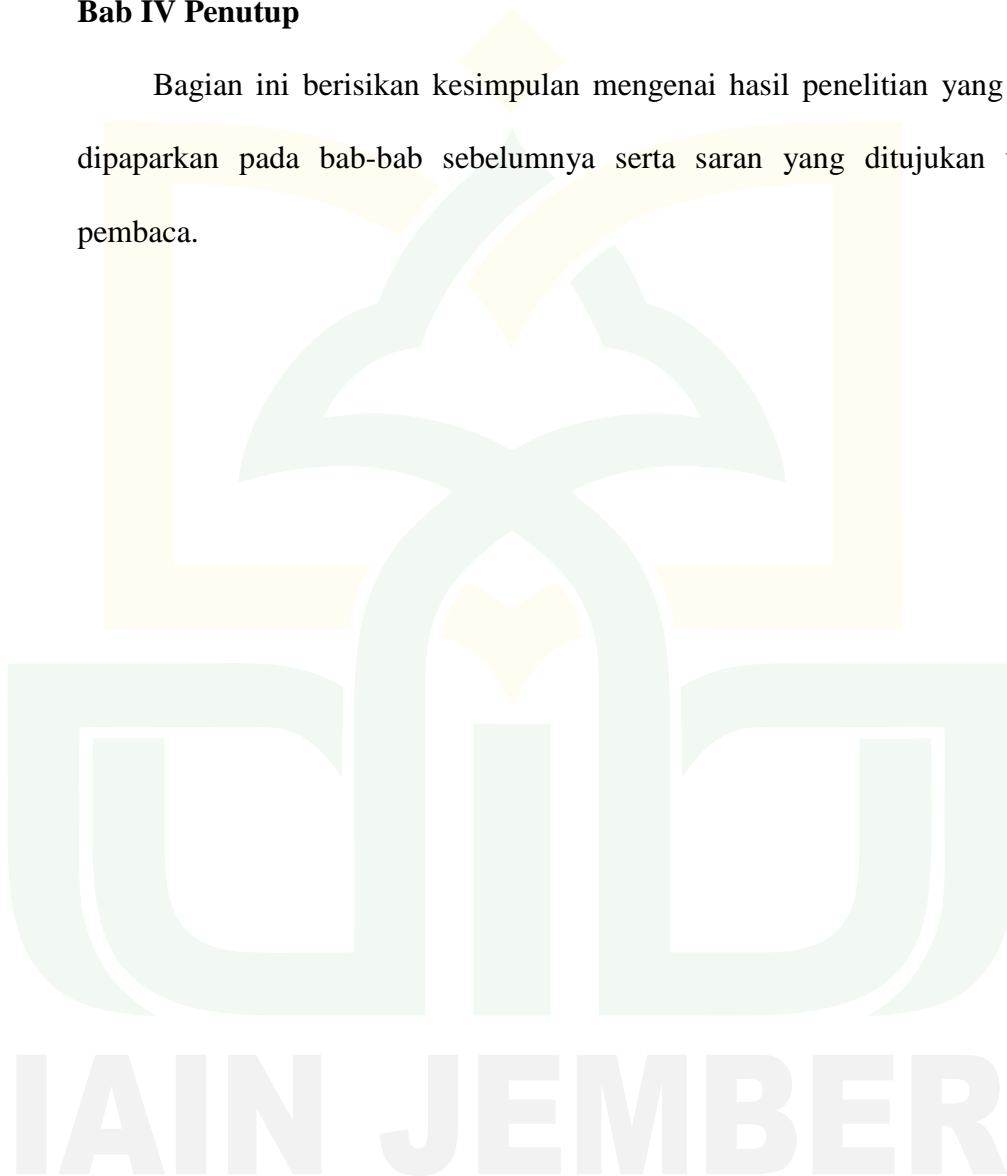 Bab IV Penutup
Bagian ini berisikan kesimpulan mengenai hasil penelitian yang
dipaparkan pada bab-bab sebelumnya serta saran yang ditujukan
pembaca.
IAIN JEMBER